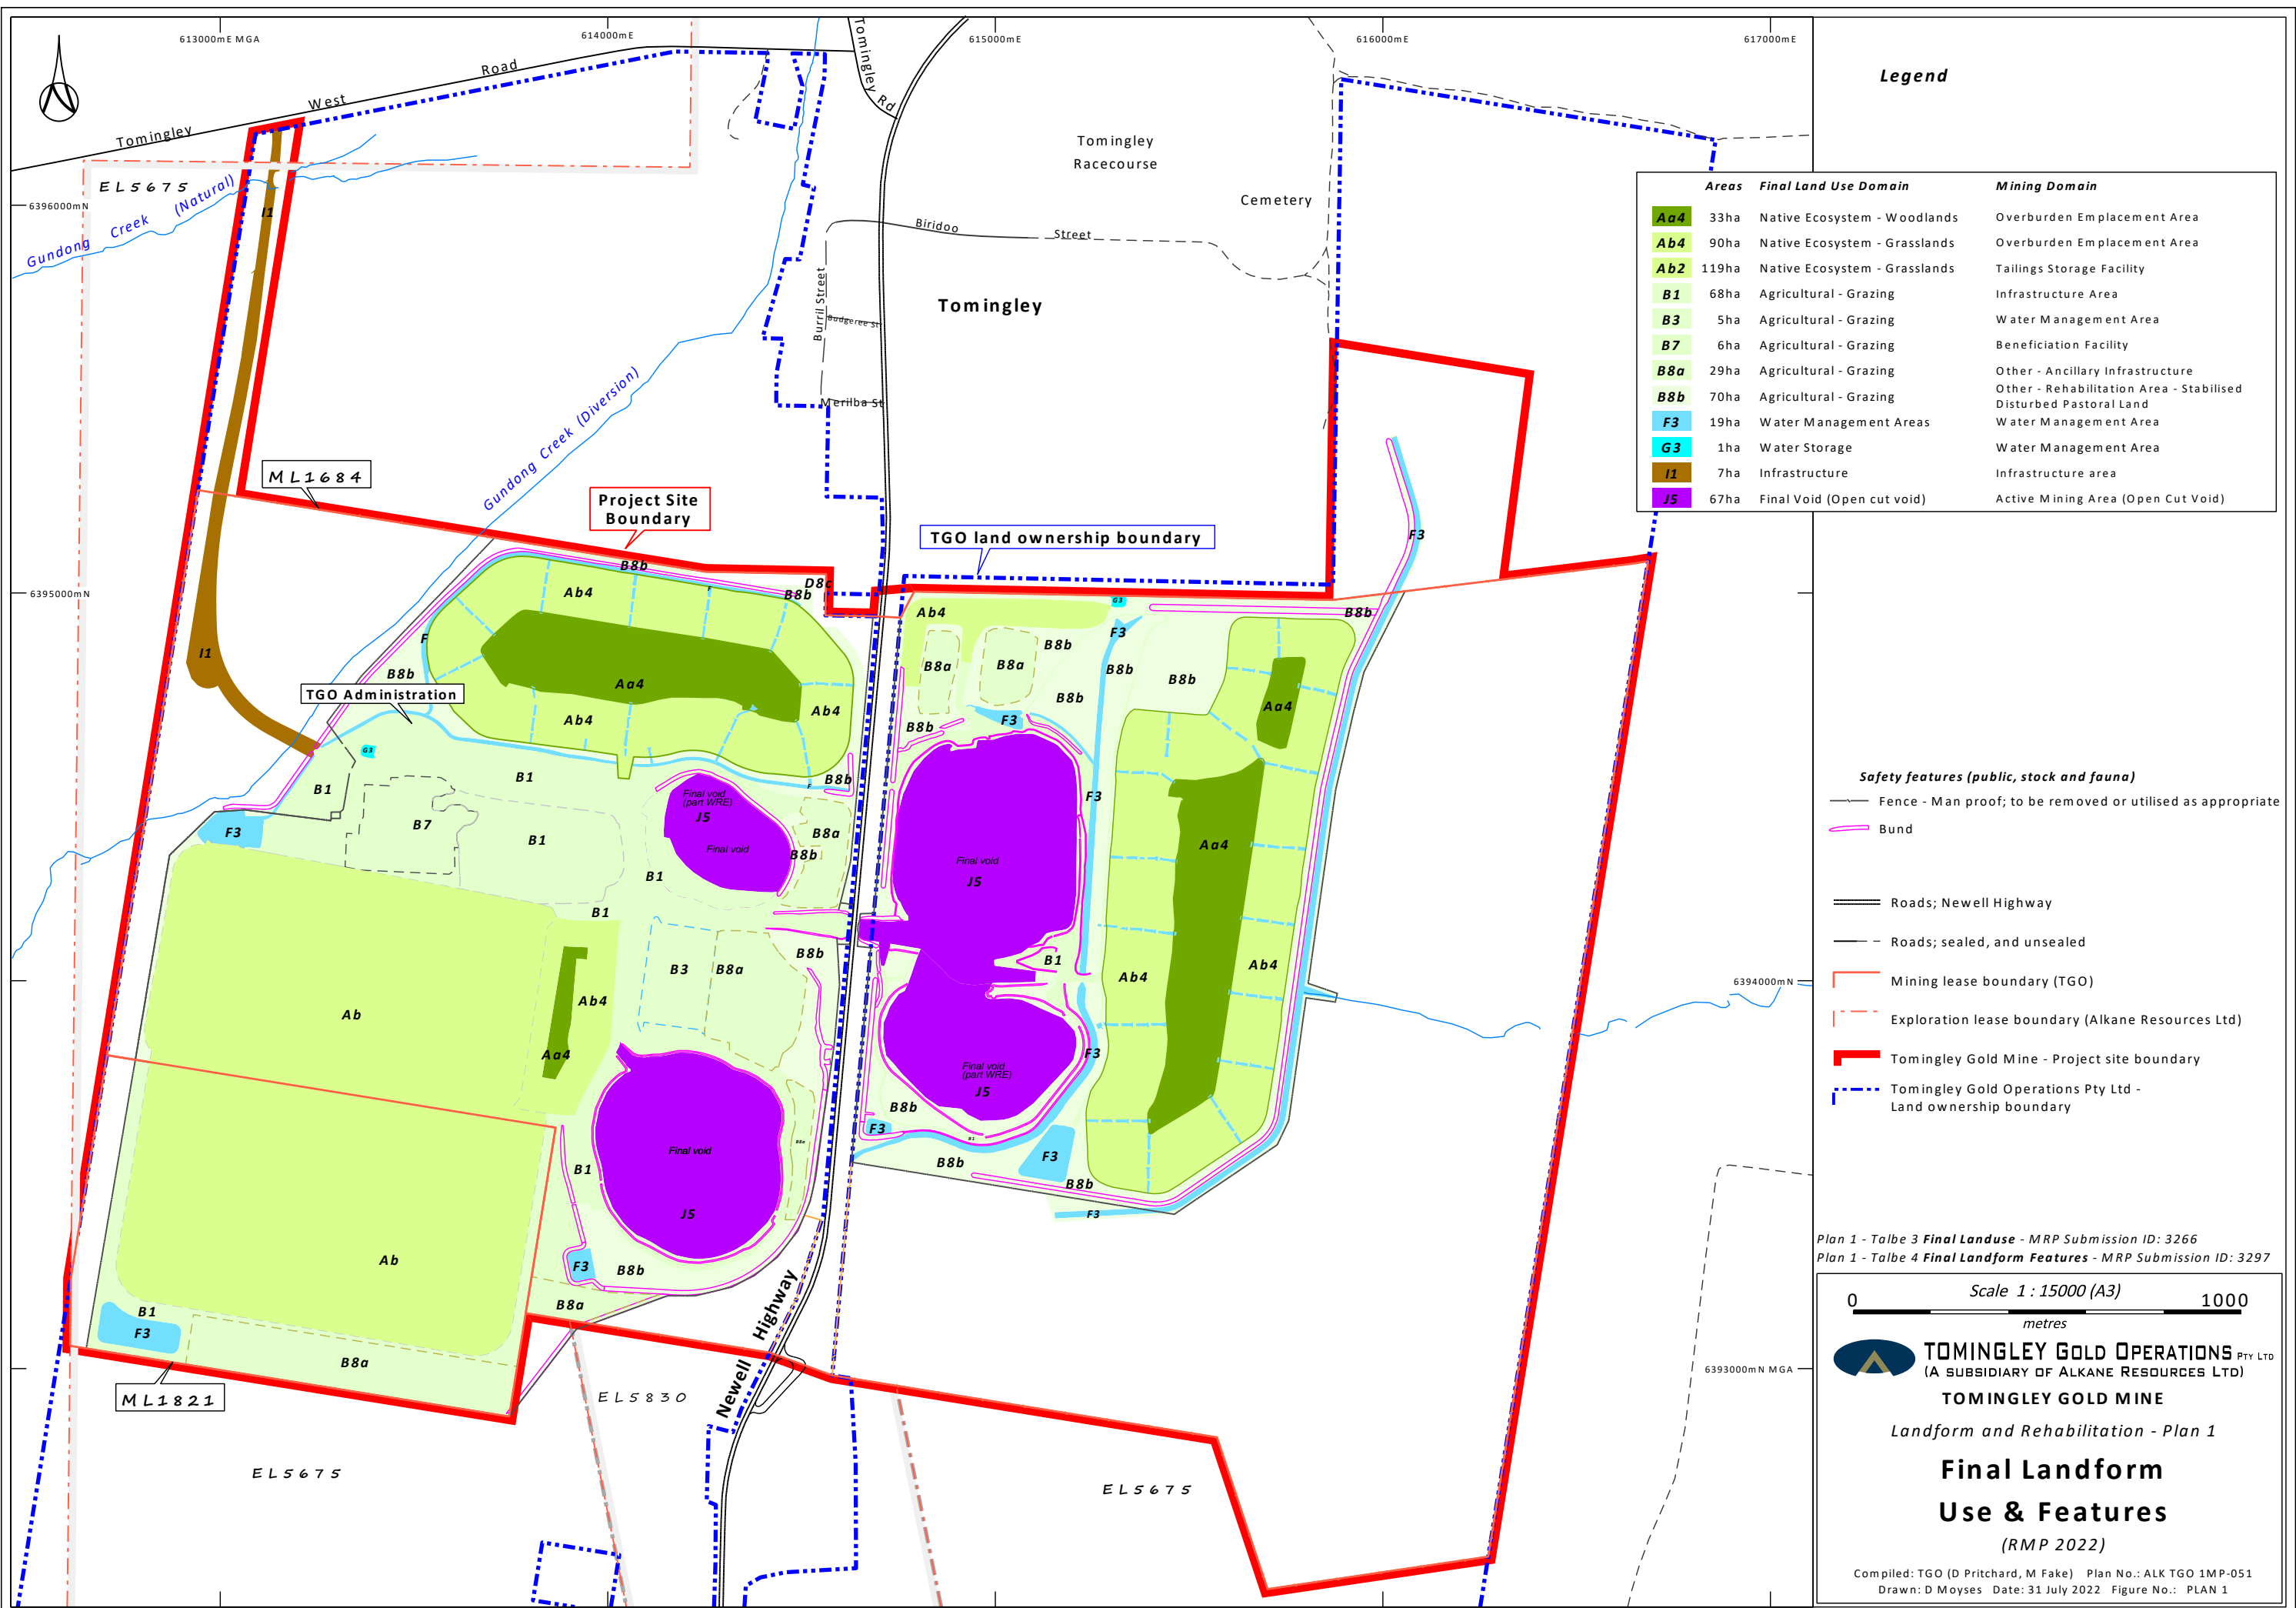 613000mE MGA
614000mE
615000mE
616000mE
617000mE
Tomingley West Road
Tomingley Rd
Legend
Tomingley
Racecourse
Cemetery
EL5675
6396000mN
Gundong Creek (Natural)
I1
Biridoo Street
Burril Street
Budgeree St
Merilba St
Tomingley
Areas Final Land Use Domain Mining Domain
Aa4 33ha Native Ecosystem - Woodlands Overburden Emplacement Area
Ab4 90ha Native Ecosystem - Grasslands Overburden Emplacement Area
Ab2 119ha Native Ecosystem - Grasslands Tailings Storage Facility
B1 68ha Agricultural - Grazing Infrastructure Area
B3 5ha Agricultural - Grazing Water Management Area
B7 6ha Agricultural - Grazing Beneficiation Facility
B8a 29ha Agricultural - Grazing Other - Ancillary Infrastructure
B8b 70ha Agricultural - Grazing Other - Rehabilitation Area - Stabilised
Disturbed Pastoral Land
F3 19ha Water Management Areas Water Management Area
G3 1ha Water Storage Water Management Area
I1 7ha Infrastructure Infrastructure area
J5 67ha Final Void (Open cut void) Active Mining Area (Open Cut Void)
Gundong Creek (Diversion)
ML1684
Project Site
Boundary
TGO land ownership boundary
F3
B8b
D8c
B8b
Ab4
6395000mN
Ab4
G3
B8b
F
F3
B8b
I1
B8b
B8a
B8a
B8b
B8b
Aa4
TGO Administration
B8b
Aa4
Ab4
Ab4
F3
B8b
G3
B1
B8b
F
B1
Final void
(part WRE)
J5
Final void
F3
B7
B1
B8a
B8b
F3
Aa4
Final void
J5
B1
B1
B8b
B3
B8a
B1
Ab4
Ab4
6394000mN
Ab4
Ab
Aa4
F3
Final void
(part WRE)
J5
B8b
F3
B1
Final void
B8a
B1
B8b
F3
B8b
F3
J5
Ab
F3
B8b
B8a
B1
F3
B8a
Newell Highway
ML1821
EL5830
6393000mN MGA
EL5675
EL5675
Safety features (public, stock and fauna)
Fence - Man proof; to be removed or utilised as appropriate
Bund
Roads; Newell Highway
Roads; sealed, and unsealed
Mining lease boundary (TGO)
Exploration lease boundary (Alkane Resources Ltd)
Tomingley Gold Mine - Project site boundary
Tomingley Gold Operations Pty Ltd -
Land ownership boundary
Plan 1 - Talbe 3 Final Landuse - MRP Submission ID: 3266
Plan 1 - Talbe 4 Final Landform Features - MRP Submission ID: 3297
Scale 1 : 15000 (A3)
0 1000
metres
TOMINGLEY GOLD OPERATIONS PTY LTD
(A SUBSIDIARY OF ALKANE RESOURCES LTD)
TOMINGLEY GOLD MINE
Landform and Rehabilitation - Plan 1
Final Landform
Use & Features
(RMP 2022)
Compiled: TGO (D Pritchard, M Fake) Plan No.: ALK TGO 1MP-051
Drawn: D Moyses Date: 31 July 2022 Figure No.: PLAN 1